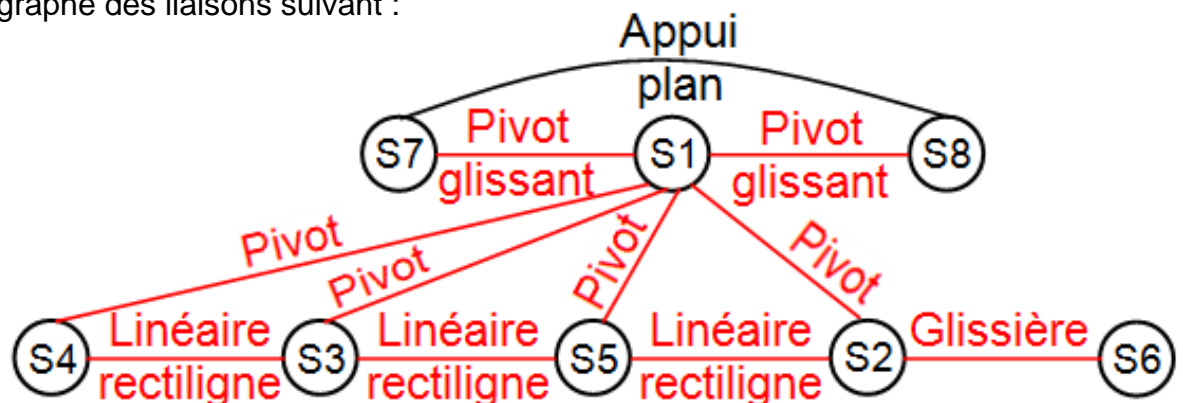 graphe des liaisons suivant :
Appui
plan
S7
Pivot
glissant
S1
Pivot
glissant
S8
Pivot
Pivot
Pivot
Pivot
S4
Linéaire
rectiligne
S3
Linéaire
rectiligne
S5
Linéaire
rectiligne
S2
Glissière
S6